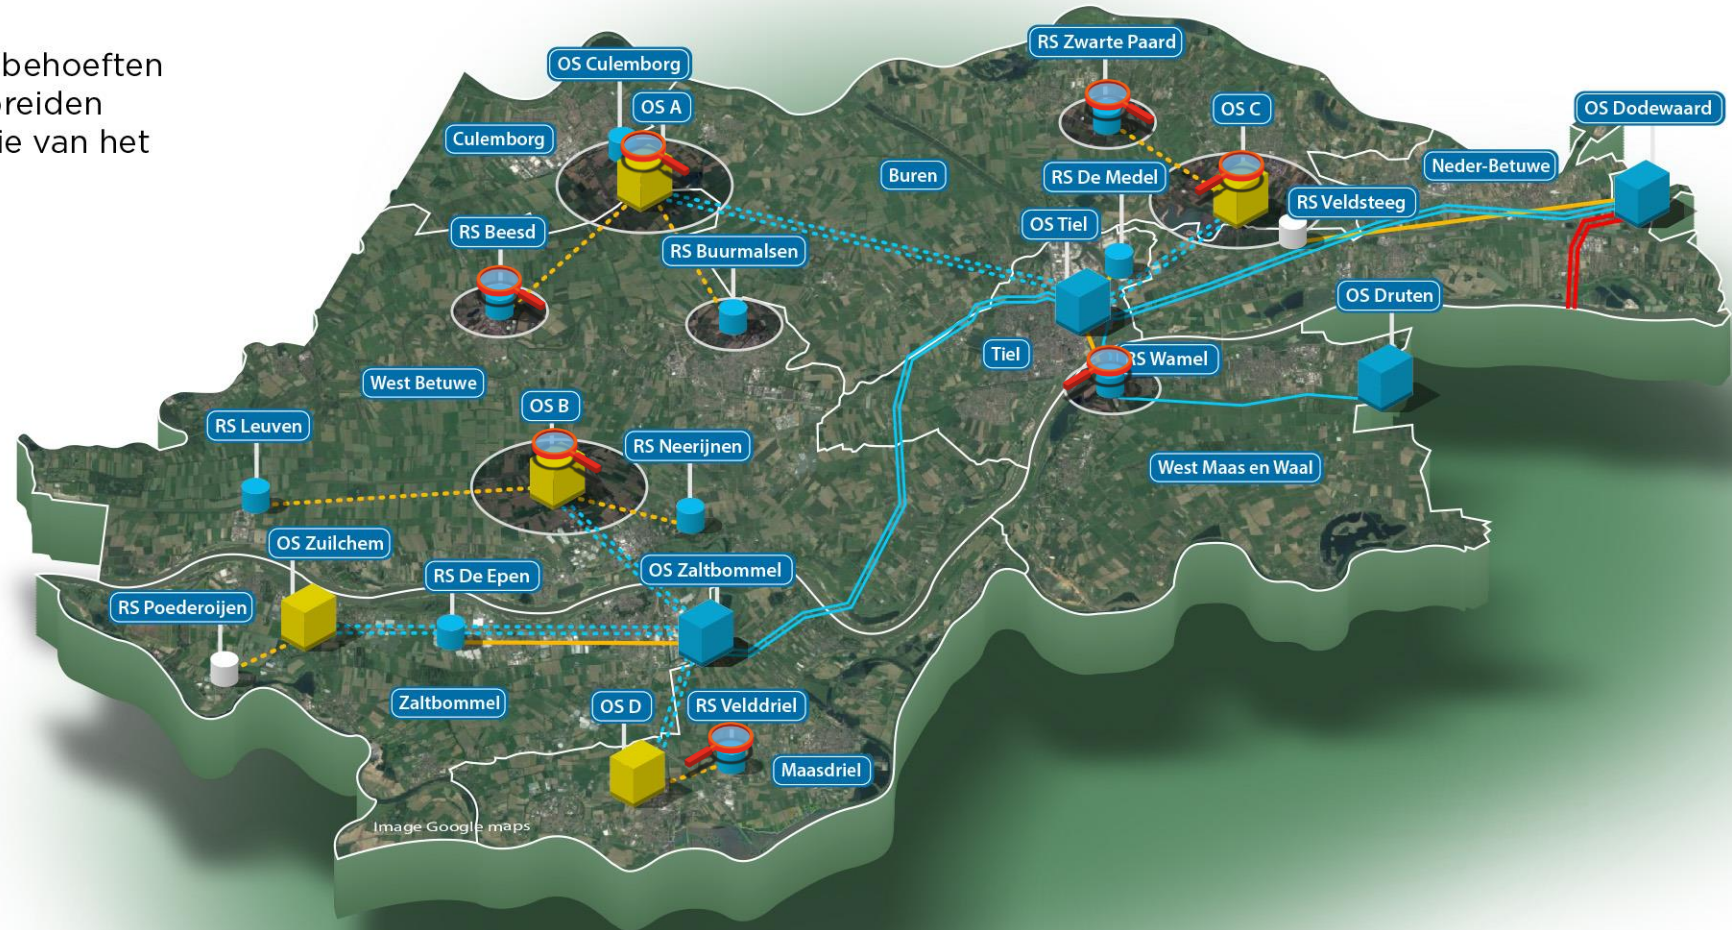 behoeften
reiden
ie van het
OS Culemborg
OS A
Culemborg
RS Beesd
RS Buurmalsen
Buren
RS Zwarte Paard
OS C
OS Dodewaard
Neder-Betuwe
RS De Medel
RS Veldsteeg
OS Tiel
OS Druten
Tiel
RS Wamel
West Betuwe
OS B
RS Leuven
RS Neerijnen
West Maas en Waal
OS Zuilchem
RS De Epen
OS Zaltbommel
RS Poederoijen
Zaltbommel
OS D
RS Velddriel
Maasdriel
Image Google maps